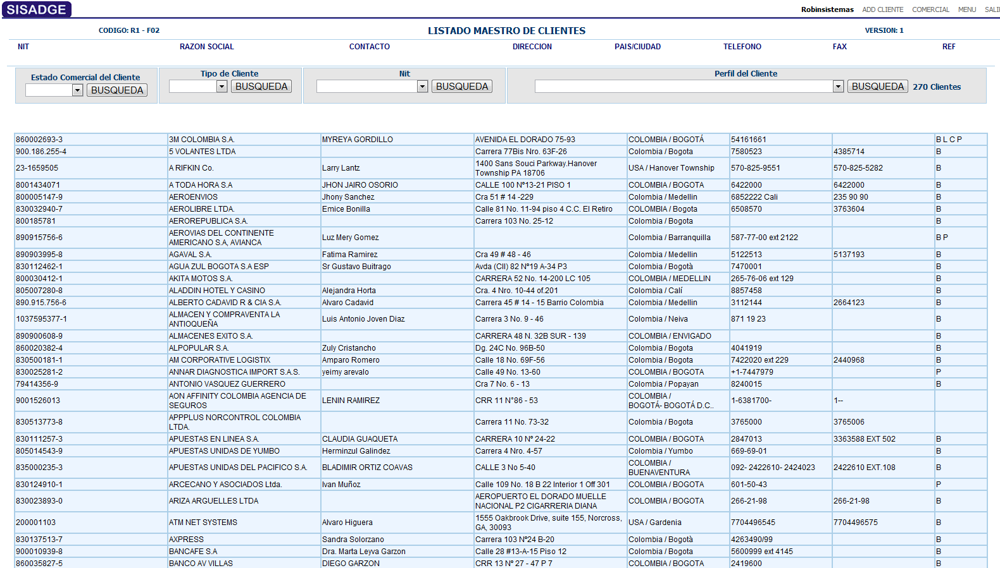 SISADGE
Robinsistemas ADD CLIENTE COMERCIAL MENU SALI
CODIGO: R1 - F02 LISTADO MAESTRO DE CLIENTES VERSION: 1
NIT RAZON SOCIAL CONTACTO DIRECCION PAIS/CIUDAD TELEFONO FAX REF
Estado Comercial del Cliente Tipo de Cliente Nit Perfil del Cliente
BUSQUEDA BUSQUEDA BUSQUEDA BUSQUEDA 270 Clientes
860002693-3 3M COLOMBIA S.A. MYREYA GORDILLO AVENIDA EL DORADO 75-93 COLOMBIA / BOGOTÁ 54161661 B L C P
900.186.255-4 5 VOLANTES LTDA Carrera 77Bis Nro. 63F-26 Colombia / Bogota 7580523 4385714 B
23-1659505 A RIFKIN Co. Larry Lantz 1400 Sans Souci Parkway.Hanover
Township PA 18706 USA / Hanover Township 570-825-9551 570-825-5282 B
8001434071 A TODA HORA S.A JHON JAIRO OSORIO CALLE 100 Nº13-21 PISO 1 COLOMBIA / BOGOTA 6422000 6422000 B
800005147-9 AEROENVIOS Jhony Sanchez Cra 51 # 14 -229 Colombia / Medellin 6852222 Cali 235 90 90 B
830032940-7 AEROLIBRE LTDA. Emice Bonilla Calle 81 No. 11-94 piso 4 C.C. El Retiro COLOMBIA / Bogota 6508570 3763604 B
800185781 AEROREPUBLICA S.A. Carrera 103 No. 25-12 Colombia / Bogota B
890915756-6 AEROVIAS DEL CONTINENTE
AMERICANO S.A, AVIANCA Luz Mery Gomez Colombia / Barranquilla 587-77-00 ext 2122 B P
890903995-8 AGAVAL S.A. Fatima Ramirez Cra 49 # 48 - 46 Colombia / Medellin 5122513 5137193 B
830112462-1 AGUA ZUL BOGOTA S.A ESP Sr Gustavo Buitrago Avda (Cll) 82 Nº19 A-34 P3 Colombia / Bogotà 7470001 B
800030412-1 AKITA MOTOS S.A. CARRERA 52 No. 14-200 LC 105 COLOMBIA / MEDELLIN 265-76-06 ext 129 B
805007280-8 ALADDIN HOTEL Y CASINO Alejandra Horta Cra. 4 Nro. 10-44 of.201 Colombia / Calí 8857458 B
890.915.756-6 ALBERTO CADAVID R & CIA S.A. Alvaro Cadavid Carrera 45 # 14 - 15 Barrio Colombia Colombia / Medellin 3112144 2664123 B
1037595377-1 ALMACEN Y COMPRAVENTA LA
ANTIOQUEÑA Luis Antonio Joven Diaz Carrera 3 No. 9 - 46 Colombia / Neiva 871 19 23 B
890900608-9 ALMACENES EXITO S.A. CARRERA 48 N. 32B SUR - 139 COLOMBIA / ENVIGADO B
860020382-4 ALPOPULAR S.A. Zuly Cristancho Dg. 24C No. 96B-50 Colombia / Bogota 4041919 B
830500181-1 AM CORPORATIVE LOGISTIX Amparo Romero Calle 18 No. 69F-56 Colombia / Bogota 7422020 ext 229 2440968 B
830025281-2 ANNAR DIAGNOSTICA IMPORT S.A.S. yeimy arevalo Calle 49 No. 13-60 COLOMBIA / BOGOTA +1-7447979 P
79414356-9 ANTONIO VASQUEZ GUERRERO Cra 7 No. 6 - 13 Colombia / Popayan 8240015 B
9001526013 AON AFFINITY COLOMBIA AGENCIA DE
SEGUROS LENIN RAMIREZ CRR 11 N°86 - 53 COLOMBIA /
BOGOTÁ- BOGOTÁ D.C.. 1-6381700- 1--
830513773-8 APPPLUS NORCONTROL COLOMBIA
LTDA. Carrera 11 No. 73-32 Colombia / Bogota 3765000 3765006
830111257-3 APUESTAS EN LINEA S.A. CLAUDIA GUAQUETA CARRERA 10 Nº 24-22 COLOMBIA / BOGOTA 2847013 3363588 EXT 502 B
805014543-9 APUESTAS UNIDAS DE YUMBO Herminzul Galindez Carrera 4 Nro. 4-57 Colombia / Yumbo 669-69-01 B
835000235-3 APUESTAS UNIDAS DEL PACIFICO S.A. BLADIMIR ORTIZ COAVAS CALLE 3 No 5-40 COLOMBIA /
BUENAVENTURA 092- 2422610- 2424023 2422610 EXT.108 B
830124910-1 ARCECANO Y ASOCIADOS Ltda. Ivan Muñoz Calle 109 No. 18 B 22 Interior 1 Off 301 COLOMBIA / BOGOTA 601-50-43 P
830023893-0 ARIZA ARGUELLES LTDA AEROPUERTO EL DORADO MUELLE
NACIONAL P2 CIGARRERIA DIANA COLOMBIA / BOGOTA 266-21-98 266-21-98 B
200001103 ATM NET SYSTEMS Alvaro Higuera 1555 Oakbrook Drive, suite 155, Norcross,
GA, 30093 USA / Gardenia 7704496545 7704496575 B
830137513-7 AXPRESS Sandra Solorzano Carrera 103 Nº24 B-20 Colombia / Bogotà 4263490/99 B
900010939-8 BANCAFE S.A Dra. Marta Leyva Garzon Calle 28 #13-A-15 Piso 12 Colombia / Bogota 5600999 ext 4145 B
860035827-5 BANCO AV VILLAS DIEGO GARZON CRR 13 Nº 27 - 47 P 7 COLOMBIA / BOGOTA 2419600 B